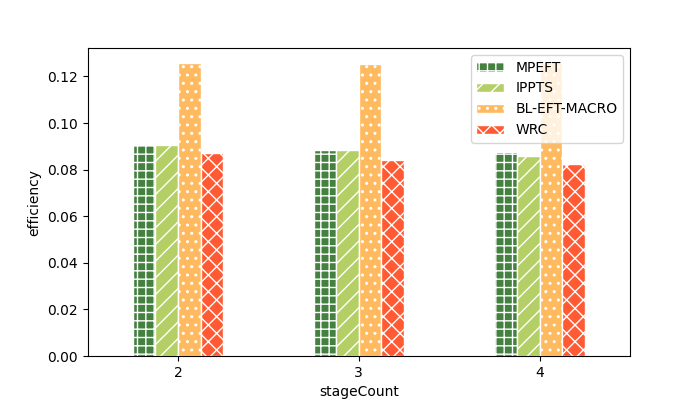 0.12
0.10
0.08
0.06
0.04
0.02
0.00
efficiency
2
3
4
stageCount
MPEFT
IPPTS
BL-EFT-MACRO
WRC